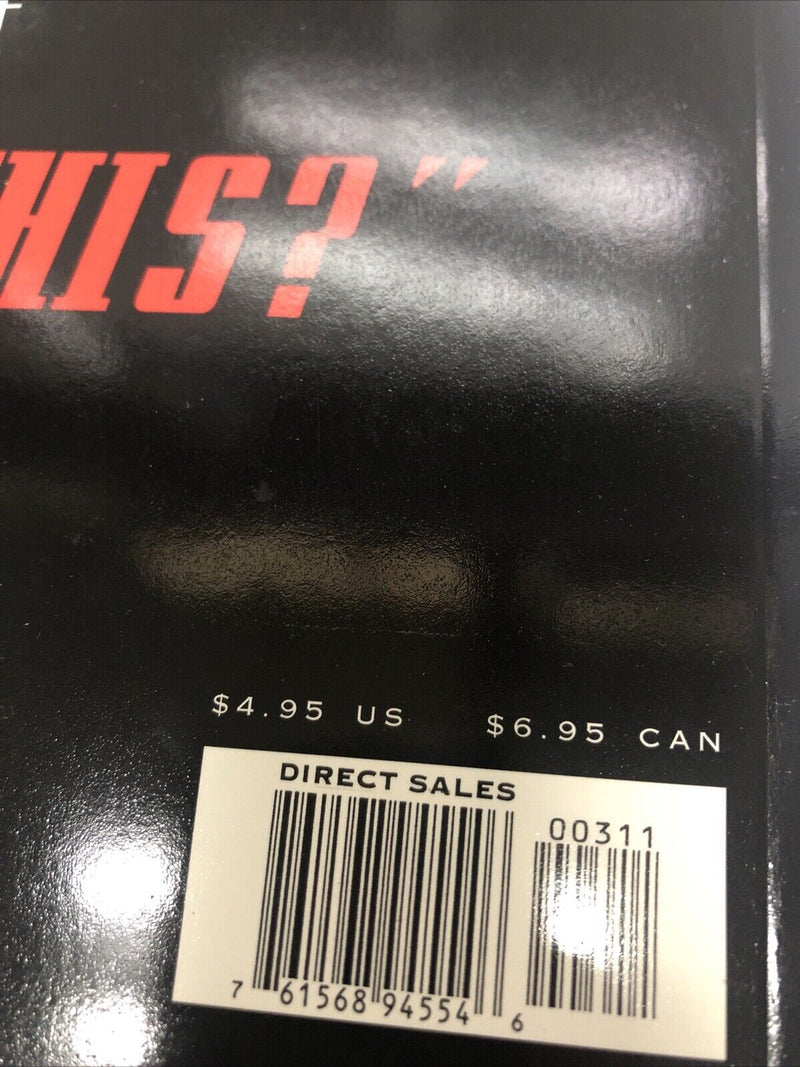 HIS?"
$4.95 US $6.95 CAN
DIRECT SALES
00311
7 61568 94554 6